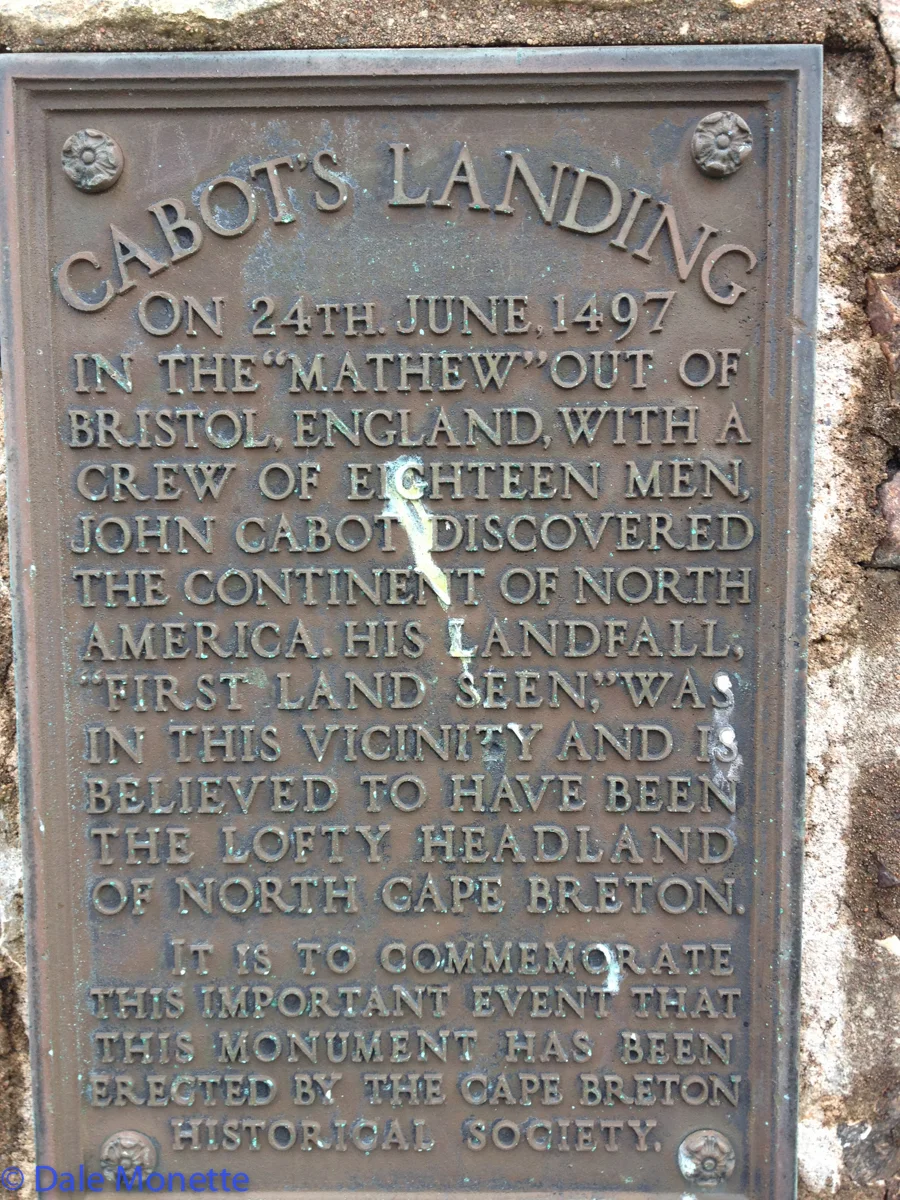 CABOT'S LANDING
ON 24TH. JUNE, 1497
IN THE "MATHEW" OUT OF
BRISTOL, ENGLAND, WITH A
CREW OF EIGHTEEN MEN,
JOHN CABOT DISCOVERED
THE CONTINENT OF NORTH
AMERICA. HIS LANDFALL,
"FIRST LAND SEEN," WAS
IN THIS VICINITY AND IS
BELIEVED TO HAVE BEEN
THE LOFTY HEADLAND
OF NORTH CAPE BRETON.
IT IS TO COMMEMORATE
THIS IMPORTANT EVENT THAT
THIS MONUMENT HAS BEEN
ERECTED BY THE CAPE BRETON
HISTORICAL SOCIETY.
© Dale Monette